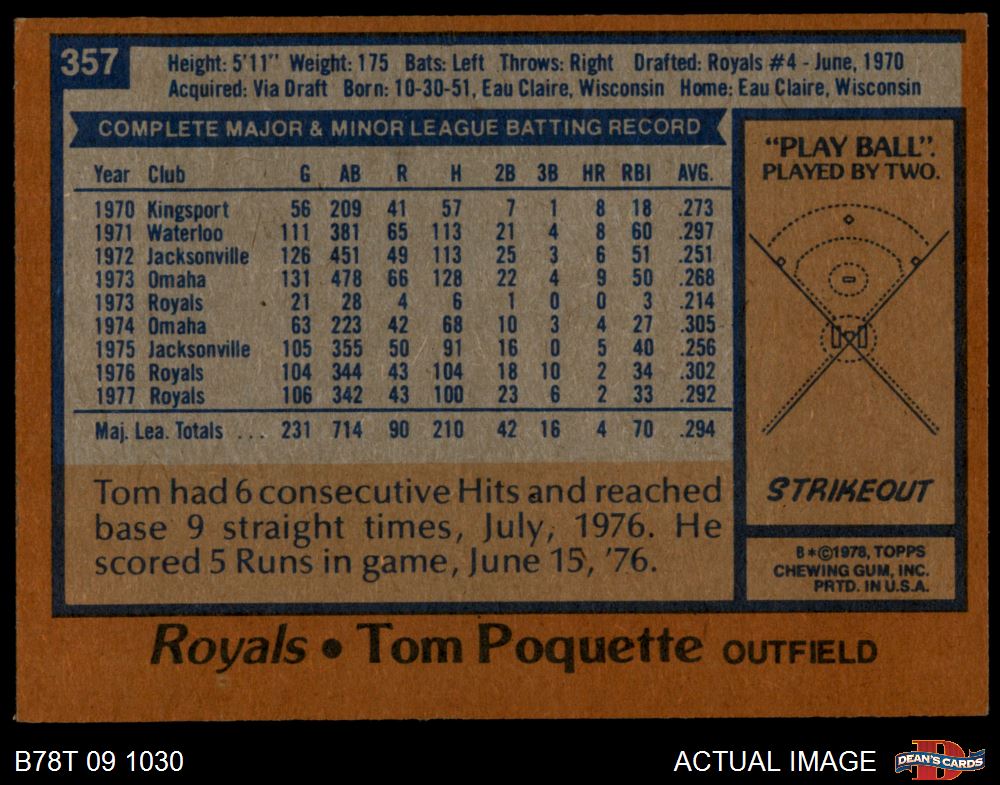 357
Height: 5'11" Weight: 175 Bats: Left Throws: Right Drafted: Royals #4 - June, 1970
Acquired: Via Draft Born: 10-30-51, Eau Claire, Wisconsin Home: Eau Claire, Wisconsin
COMPLETE MAJOR & MINOR LEAGUE BATTING RECORD
Year Club G AB R H 2B 3B HR RBI AVG.
1970 Kingsport 56 209 41 57 7 1 8 18 .273
1971 Waterloo 111 381 65 113 21 4 8 60 .297
1972 Jacksonville 126 451 49 113 25 3 6 51 .251
1973 Omaha 131 478 66 128 22 4 9 50 .268
1973 Royals 21 28 4 6 1 0 0 3 .214
1974 Omaha 63 223 42 68 10 3 4 27 .305
1975 Jacksonville 105 355 50 91 16 0 5 40 .256
1976 Royals 104 344 43 104 18 10 2 34 .302
1977 Royals 106 342 43 100 23 6 2 33 .292
Maj. Lea. Totals ... 231 714 90 210 42 16 4 70 .294
Tom had 6 consecutive Hits and reached
base 9 straight times, July, 1976. He
scored 5 Runs in game, June 15, '76.
"PLAY BALL".
PLAYED BY TWO.
STRIKEOUT
B*©1978, TOPPS
CHEWING GUM, INC.
PRTD. IN U.S.A.
Royals • Tom Poquette OUTFIELD
B78T 09 1030
ACTUAL IMAGE
DEAN'S CARDS